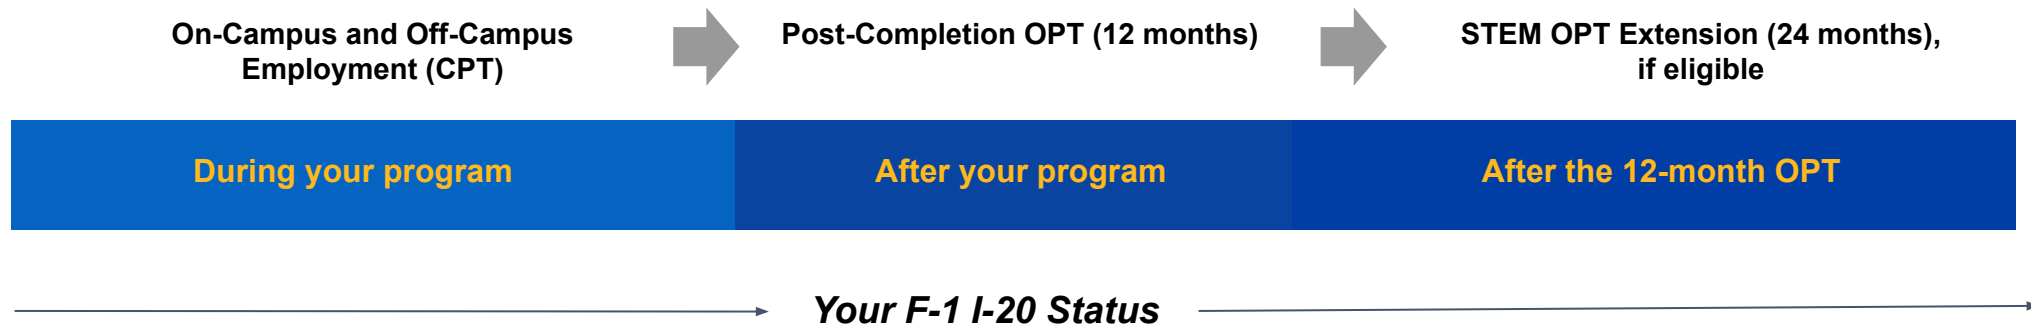 On-Campus and Off-Campus
Employment (CPT)
Post-Completion OPT (12 months)
STEM OPT Extension (24 months),
if eligible
During your program
After your program
After the 12-month OPT
Your F-1 I-20 Status